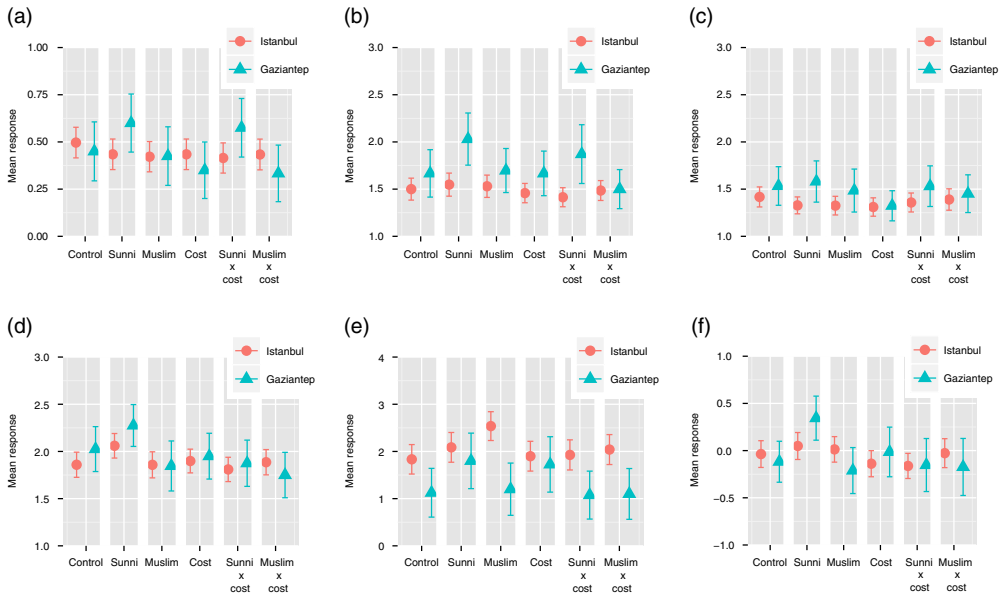 (a)
Istanbul
Gaziantep
Mean response
1.00
0.75
0.50
0.25
0.00
Control Sunni Muslim Cost Sunni x cost Muslim x cost
(b)
Istanbul
Gaziantep
Mean response
3.0
2.5
2.0
1.5
1.0
Control Sunni Muslim Cost Sunni x cost Muslim x cost
(c)
Istanbul
Gaziantep
Mean response
3.0
2.5
2.0
1.5
1.0
Control Sunni Muslim Cost Sunni x cost Muslim x cost
(d)
Istanbul
Gaziantep
Mean response
3.0
2.5
2.0
1.5
1.0
Control Sunni Muslim Cost Sunni x cost Muslim x cost
(e)
Istanbul
Gaziantep
Mean response
4
3
2
1
0
Control Sunni Muslim Cost Sunni x cost Muslim x cost
(f)
Istanbul
Gaziantep
Mean response
1.0
0.5
0.0
−0.5
−1.0
Control Sunni Muslim Cost Sunni x cost Muslim x cost